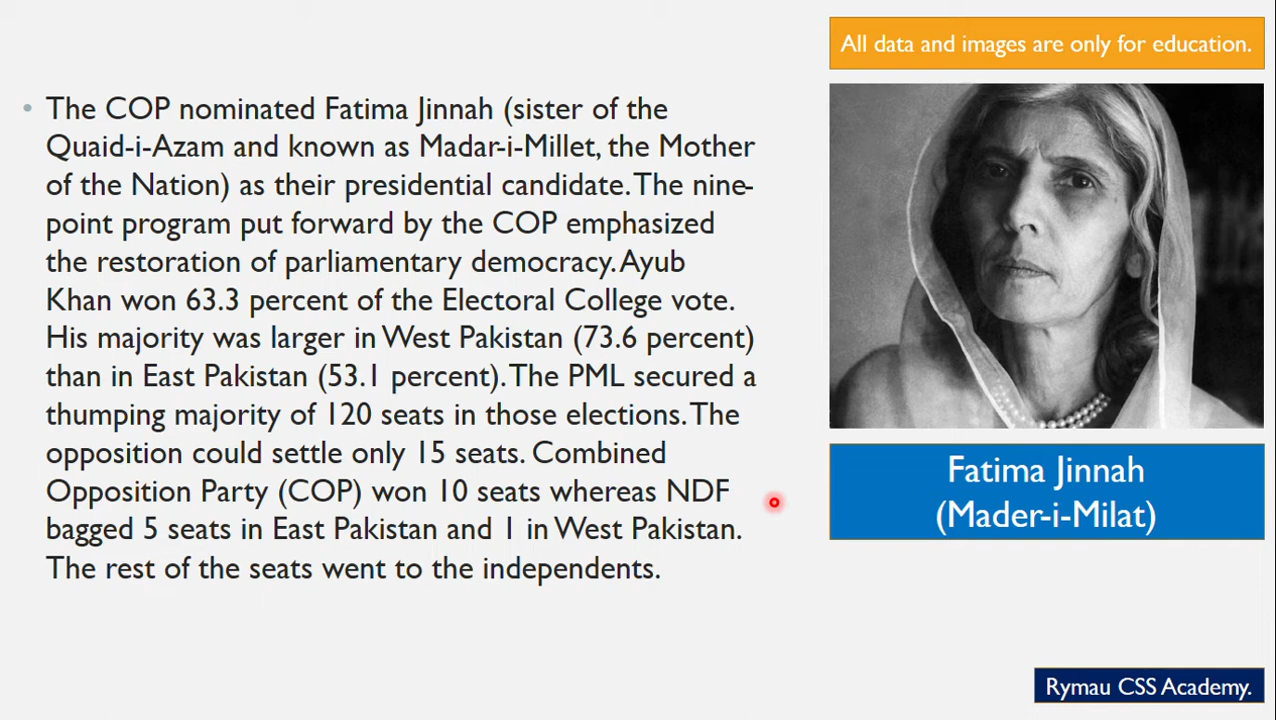 All data and images are only for education.
• The COP nominated Fatima Jinnah (sister of the
Quaid-i-Azam and known as Madar-i-Millet, the Mother
of the Nation) as their presidential candidate. The nine-
point program put forward by the COP emphasized
the restoration of parliamentary democracy. Ayub
Khan won 63.3 percent of the Electoral College vote.
His majority was larger in West Pakistan (73.6 percent)
than in East Pakistan (53.1 percent). The PML secured a
thumping majority of 120 seats in those elections. The
opposition could settle only 15 seats. Combined
Opposition Party (COP) won 10 seats whereas NDF
bagged 5 seats in East Pakistan and 1 in West Pakistan.
The rest of the seats went to the independents.
Fatima Jinnah
(Mader-i-Milat)
Rymau CSS Academy.